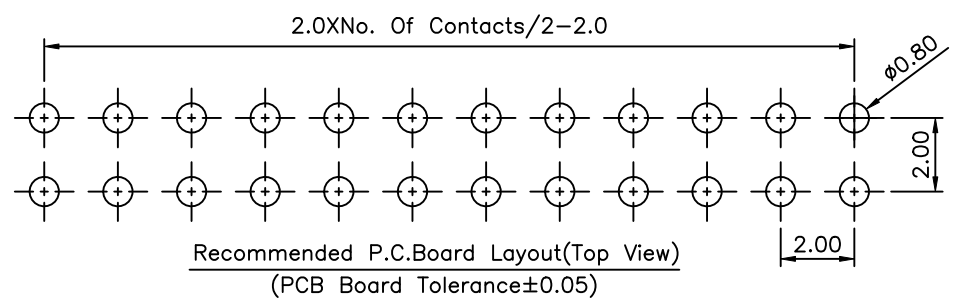 2.0XNo. Of Contacts/2-2.0
ø0.80
2.00
2.00
Recommended P.C.Board Layout(Top View)
(PCB Board Tolerance±0.05)